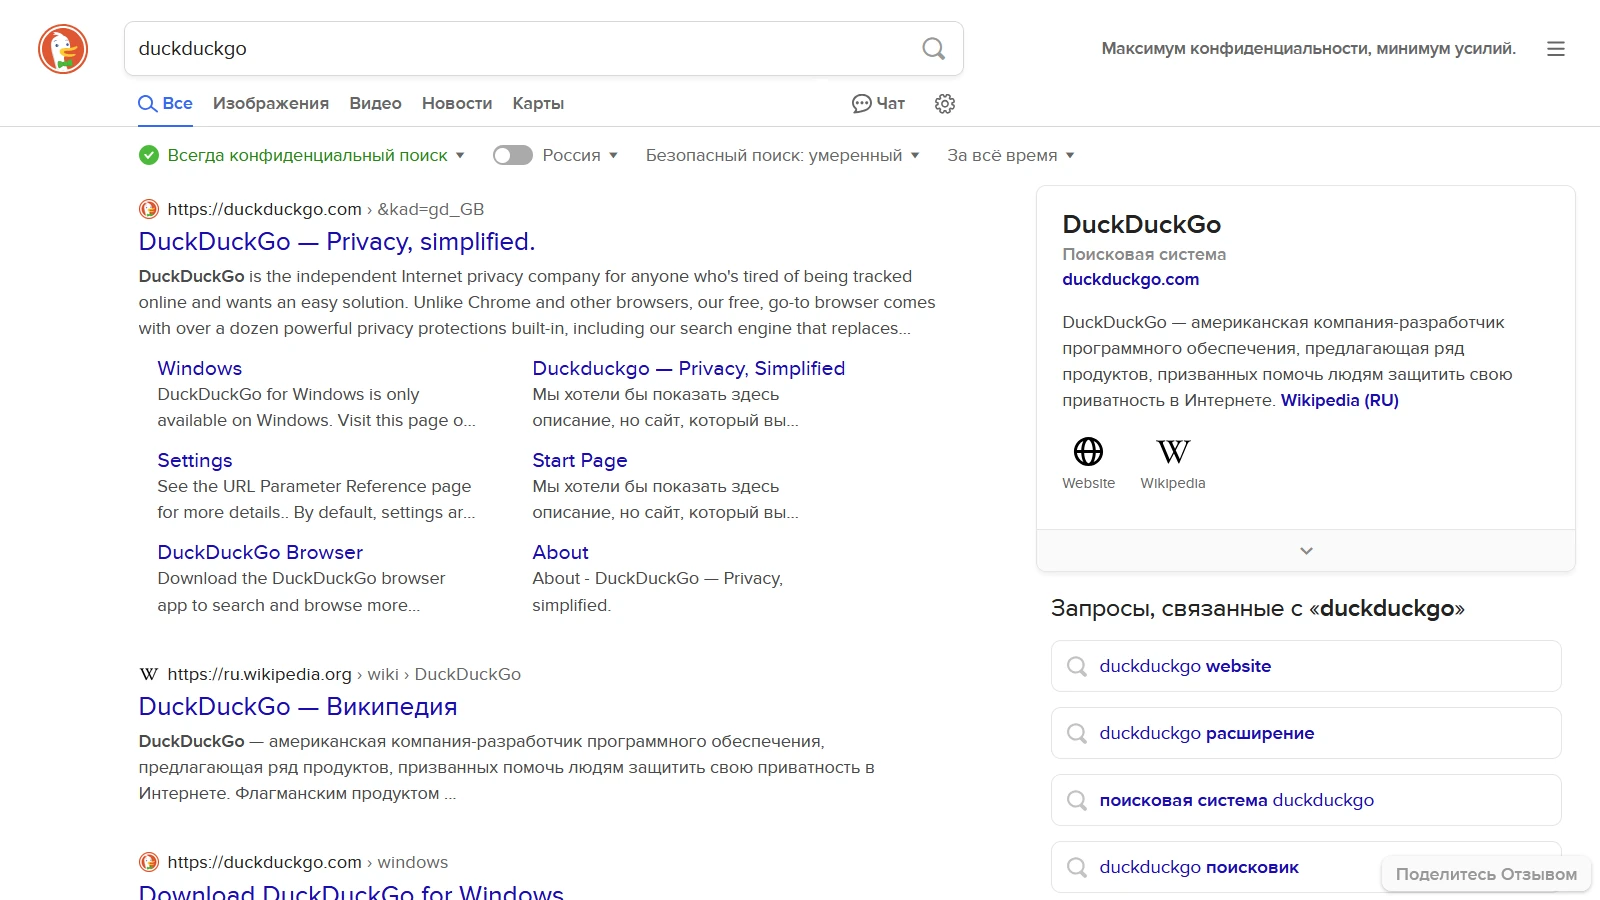 duckduckgo
Максимум конфиденциальности, минимум усилий.
Все Изображения Видео Новости Карты Чат
Всегда конфиденциальный поиск Россия Безопасный поиск: умеренный За всё время
https://duckduckgo.com › &kad=gd_GB
DuckDuckGo — Privacy, simplified.
DuckDuckGo is the independent Internet privacy company for anyone who's tired of being tracked
online and wants an easy solution. Unlike Chrome and other browsers, our free, go-to browser comes
with over a dozen powerful privacy protections built-in, including our search engine that replaces...
Windows
DuckDuckGo for Windows is only
available on Windows. Visit this page o...
Duckduckgo — Privacy, Simplified
Мы хотели бы показать здесь
описание, но сайт, который вы...
Settings
See the URL Parameter Reference page
for more details.. By default, settings ar...
Start Page
Мы хотели бы показать здесь
описание, но сайт, который вы...
DuckDuckGo Browser
Download the DuckDuckGo browser
app to search and browse more...
About
About - DuckDuckGo — Privacy,
simplified.
https://ru.wikipedia.org › wiki › DuckDuckGo
DuckDuckGo — Википедия
DuckDuckGo — американская компания-разработчик программного обеспечения,
предлагающая ряд продуктов, призванных помочь людям защитить свою приватность в
Интернете. Флагманским продуктом ...
https://duckduckgo.com › windows
Download DuckDuckGo for Windows
DuckDuckGo
Поисковая система
duckduckgo.com
DuckDuckGo — американская компания-разработчик
программного обеспечения, предлагающая ряд
продуктов, призванных помочь людям защитить свою
приватность в Интернете. Wikipedia (RU)
Website Wikipedia
Запросы, связанные с «duckduckgo»
duckduckgo website
duckduckgo расширение
поисковая система duckduckgo
duckduckgo поисковик
Поделитесь Отзывом